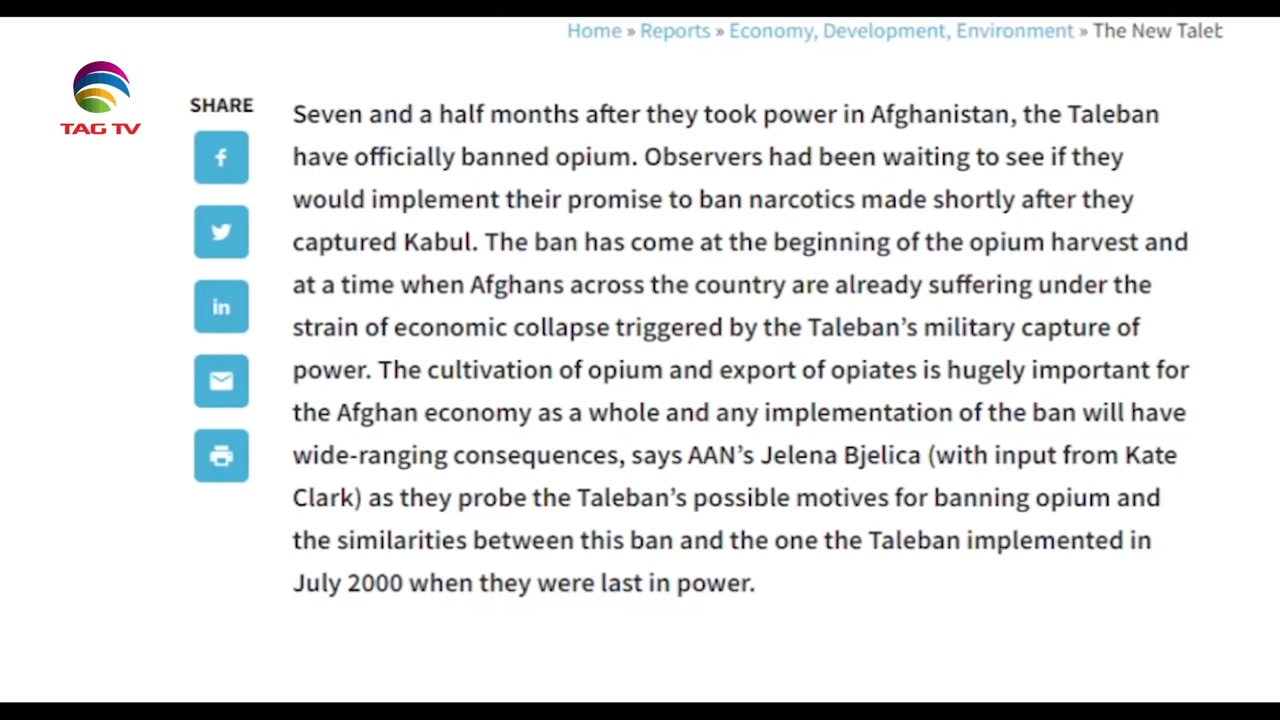 Home » Reports » Economy, Development, Environment » The New Taleb
TAG TV
SHARE
Seven and a half months after they took power in Afghanistan, the Taleban
have officially banned opium. Observers had been waiting to see if they
would implement their promise to ban narcotics made shortly after they
captured Kabul. The ban has come at the beginning of the opium harvest and
at a time when Afghans across the country are already suffering under the
strain of economic collapse triggered by the Taleban's military capture of
power. The cultivation of opium and export of opiates is hugely important for
the Afghan economy as a whole and any implementation of the ban will have
wide-ranging consequences, says AAN's Jelena Bjelica (with input from Kate
Clark) as they probe the Taleban's possible motives for banning opium and
the similarities between this ban and the one the Taleban implemented in
July 2000 when they were last in power.